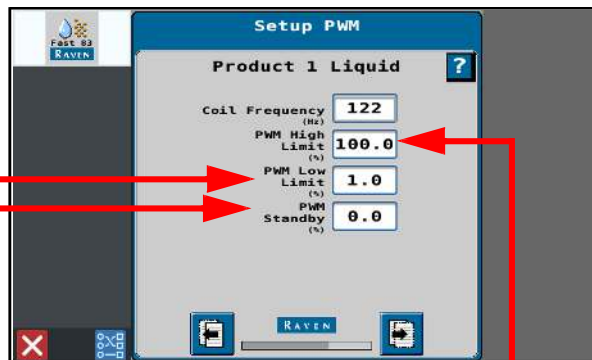 Setup PWM
Fast 83
RAVEN
Product 1 Liquid
?
Coil Frequency
(Hz)
122
PWM High
Limit
(%)
100.0
PWM Low
Limit
(%)
1.0
PWM
Standby
(%)
0.0
RAVEN